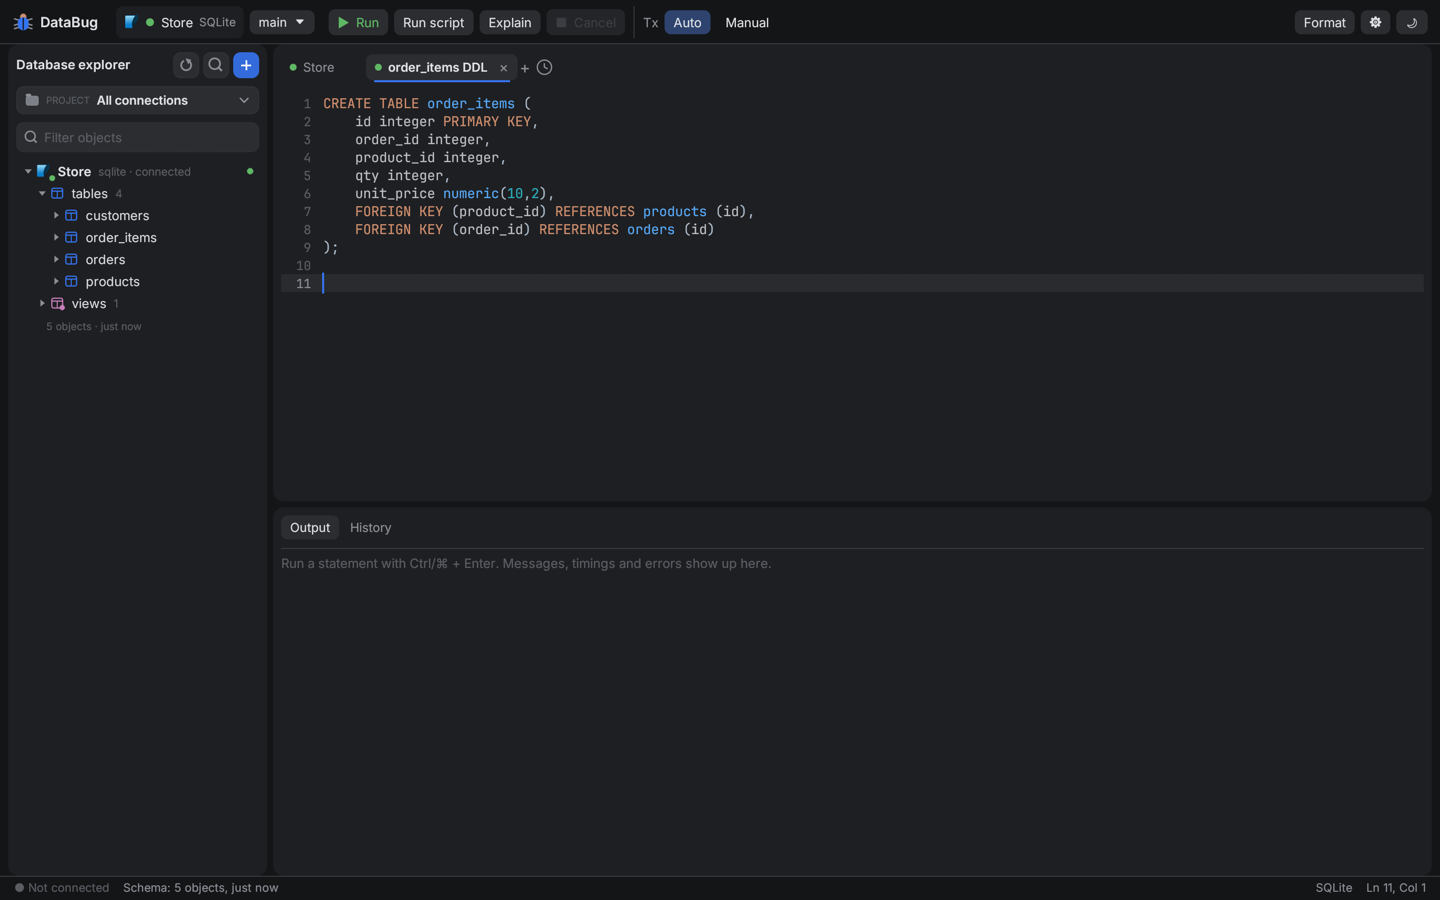 DataBug
Store SQLite
main
Run
Run script
Explain
Cancel
Tx
Auto
Manual
Format
Database explorer
PROJECT All connections
Filter objects
Store sqlite · connected
tables 4
customers
order_items
orders
products
views 1
5 objects · just now
Store
order_items DDL ×
+
1 CREATE TABLE order_items (
2 id integer PRIMARY KEY,
3 order_id integer,
4 product_id integer,
5 qty integer,
6 unit_price numeric(10,2),
7 FOREIGN KEY (product_id) REFERENCES products (id),
8 FOREIGN KEY (order_id) REFERENCES orders (id)
9 );
10
11
Output History
Run a statement with Ctrl/⌘ + Enter. Messages, timings and errors show up here.
Not connected Schema: 5 objects, just now
SQLite Ln 11, Col 1